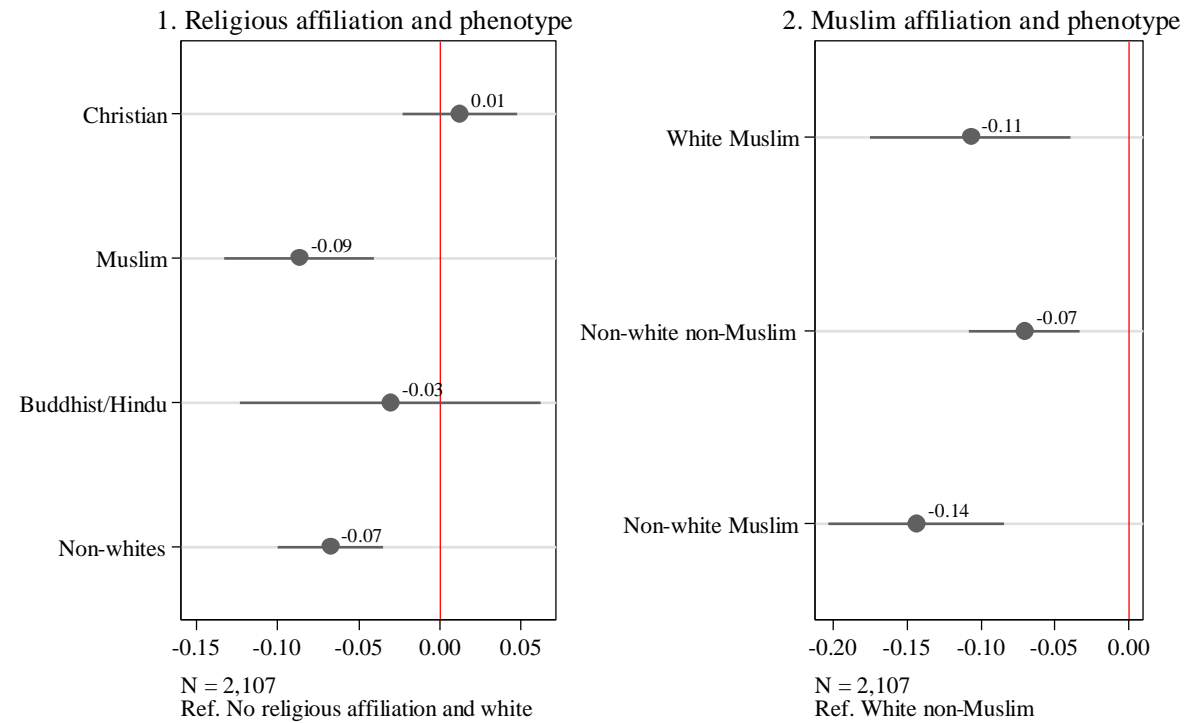 1. Religious affiliation and phenotype
Christian
0.01
Muslim
-0.09
Buddhist/Hindu
-0.03
Non-whites
-0.07
-0.15 -0.10 -0.05 0.00 0.05
N = 2,107
Ref. No religious affiliation and white
2. Muslim affiliation and phenotype
White Muslim
-0.11
Non-white non-Muslim
-0.07
Non-white Muslim
-0.14
-0.20 -0.15 -0.10 -0.05 0.00
N = 2,107
Ref. White non-Muslim